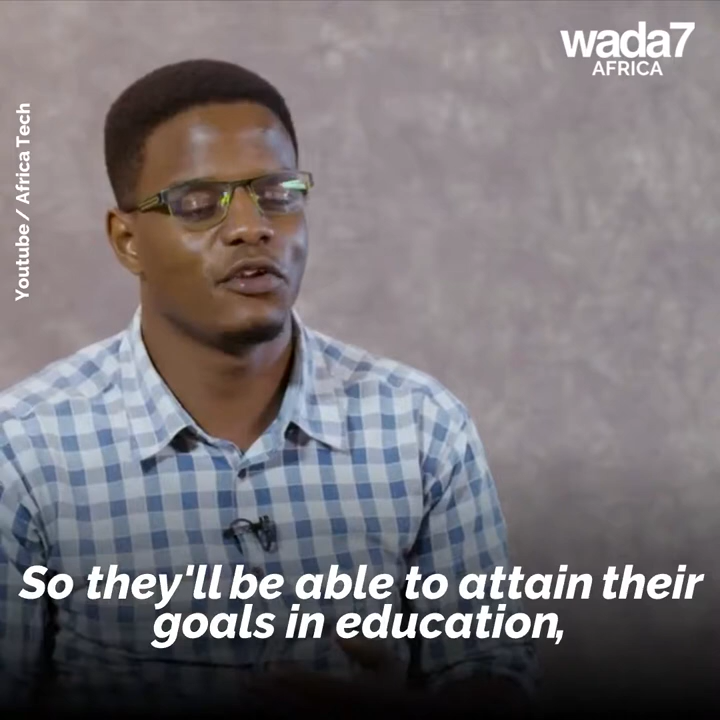 wada7
AFRICA
Youtube / Africa Tech
So they'll be able to attain their
goals in education,